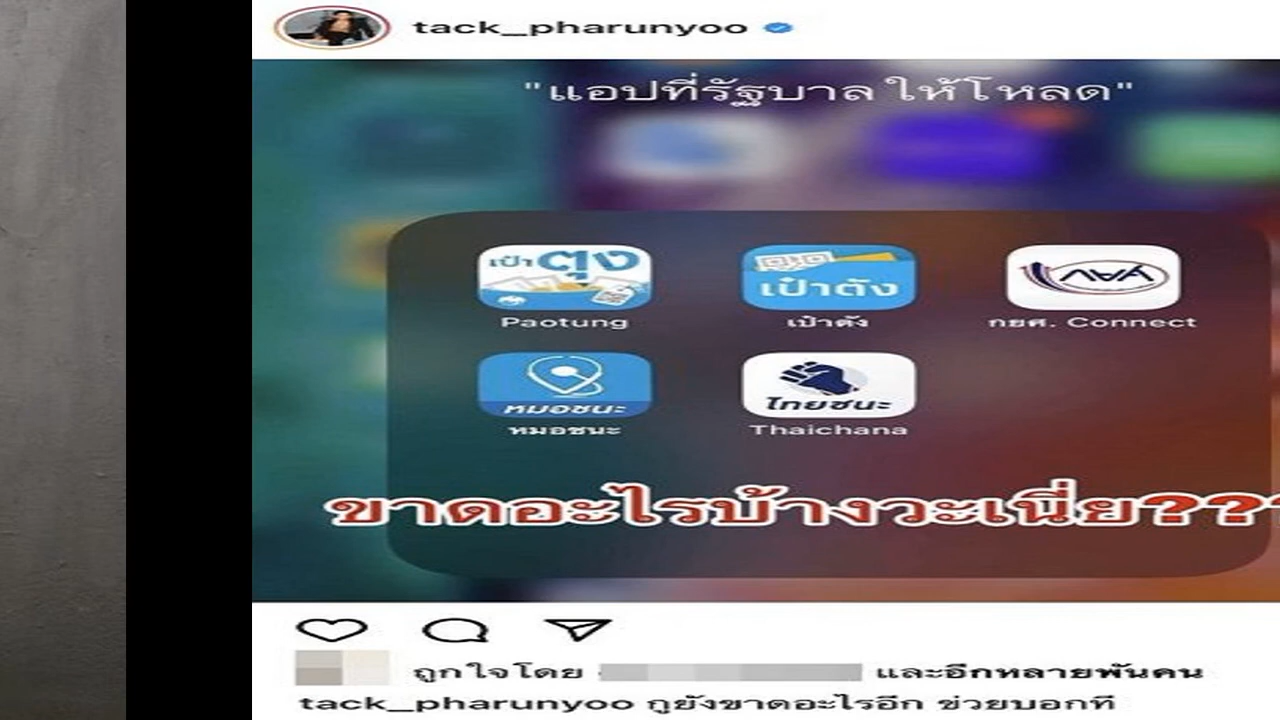 tack_pharunyoo
"แอปที่รัฐบาล ให้โหลด"
เป๋าตุง
เป๋าตัง
กยศ
Paotung
เป๋าตัง
กยศ. Connect
หมอชนะ
ไทยชนะ
หมอชนะ
Thaichana
ขาดอะไรบ้างวะเนี่ย???
ถูกใจโดย และอีกหลายพันคน
tack_pharunyoo กูยังขาดอะไรอีก ช่วยบอกที